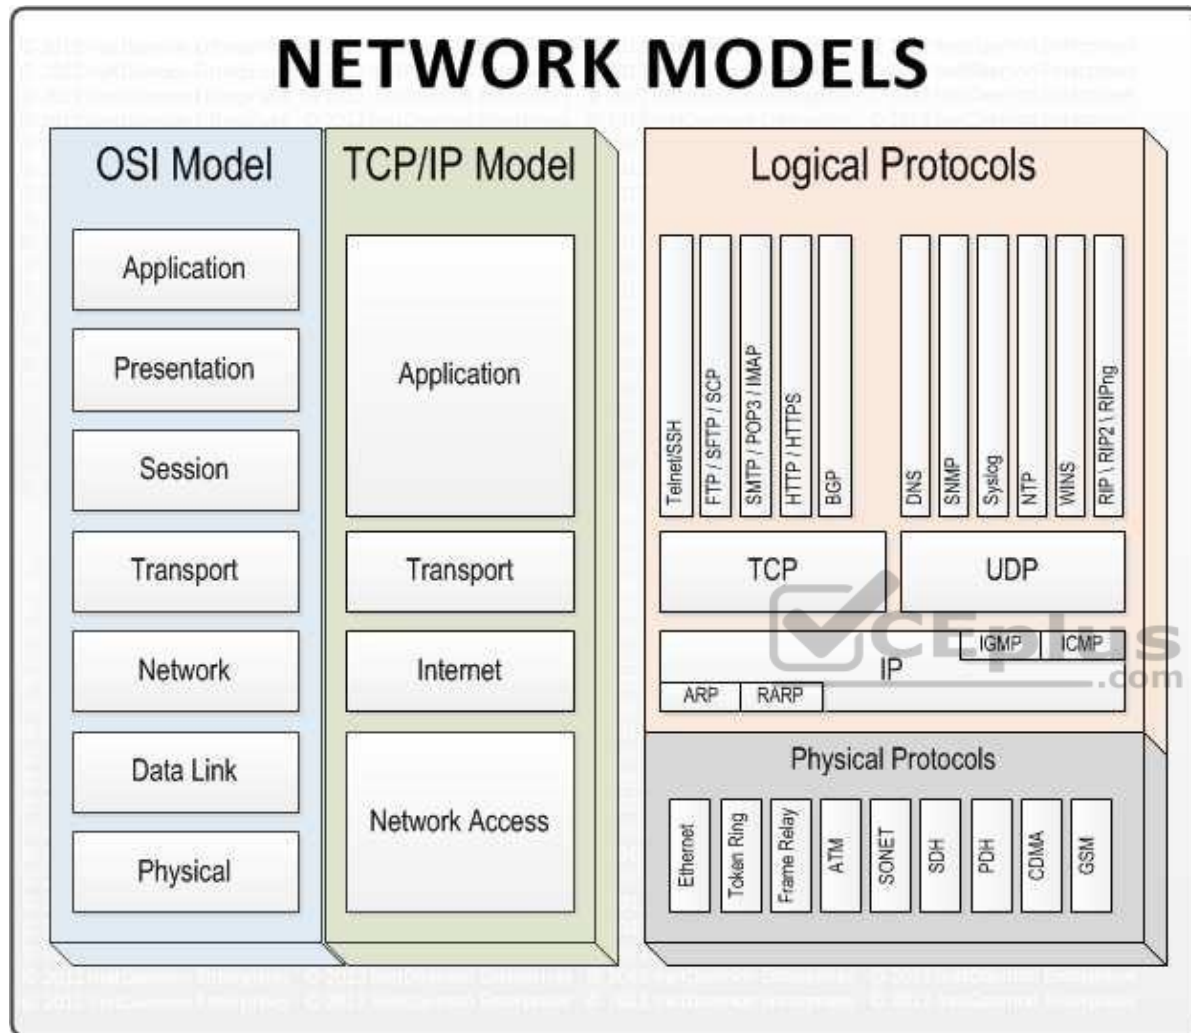 NETWORK MODELS
OSI Model
Application
Presentation
Session
Transport
Network
Data Link
Physical
TCP/IP Model
Application
Transport
Internet
Network Access
Logical Protocols
Telnet/SSH
FTP / SFTP / SCP
SMTP / POP3 / IMAP
HTTP / HTTPS
BGP
DNS
SNMP
Syslog
NTP
WINS
RIP \ RIP2 \ RIPng
TCP
UDP
IP
IGMP
ICMP
ARP
RARP
CEplus
.com
Physical Protocols
Ethernet
Token Ring
Frame Relay
ATM
SONET
SDH
PDH
CDMA
GSM